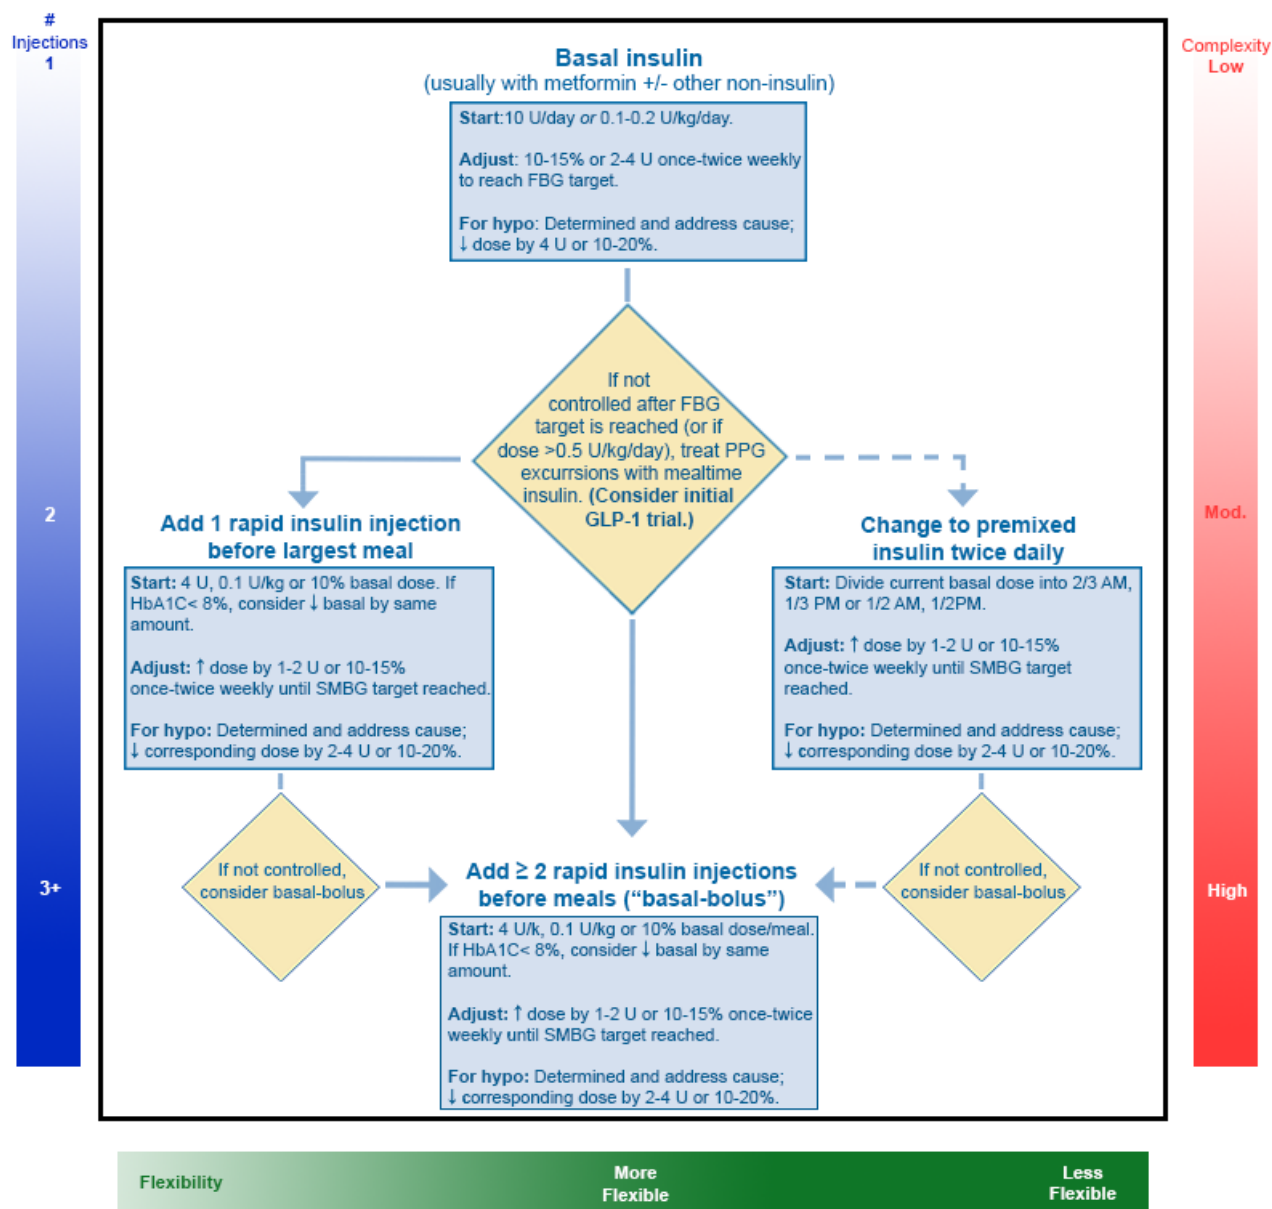 #
Injections
1
2
3+
Complexity
Low
Mod.
High
Basal insulin
(usually with metformin +/- other non-insulin)
Start:10 U/day or 0.1-0.2 U/kg/day.
Adjust: 10-15% or 2-4 U once-twice weekly
to reach FBG target.
For hypo: Determined and address cause;
↓ dose by 4 U or 10-20%.
If not
controlled after FBG
target is reached (or if
dose >0.5 U/kg/day), treat PPG
excurrsions with mealtime
insulin. (Consider initial
GLP-1 trial.)
Add 1 rapid insulin injection
before largest meal
Start: 4 U, 0.1 U/kg or 10% basal dose. If
HbA1C< 8%, consider ↓ basal by same
amount.
Adjust: ↑ dose by 1-2 U or 10-15%
once-twice weekly until SMBG target reached.
For hypo: Determined and address cause;
↓ corresponding dose by 2-4 U or 10-20%.
Change to premixed
insulin twice daily
Start: Divide current basal dose into 2/3 AM,
1/3 PM or 1/2 AM, 1/2PM.
Adjust: ↑ dose by 1-2 U or 10-15%
once-twice weekly until SMBG target
reached.
For hypo: Determined and address cause;
↓ corresponding dose by 2-4 U or 10-20%.
If not controlled,
consider basal-bolus
If not controlled,
consider basal-bolus
Add ≥ 2 rapid insulin injections
before meals (“basal-bolus”)
Start: 4 U/k, 0.1 U/kg or 10% basal dose/meal.
If HbA1C< 8%, consider ↓ basal by same
amount.
Adjust: ↑ dose by 1-2 U or 10-15% once-twice
weekly until SMBG target reached.
For hypo: Determined and address cause;
↓ corresponding dose by 2-4 U or 10-20%.
Flexibility
More
Flexible
Less
Flexible